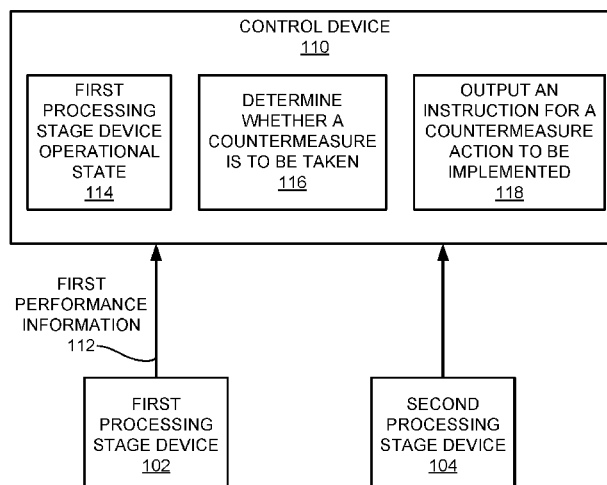 CONTROL DEVICE
110
FIRST
PROCESSING
STAGE DEVICE
OPERATIONAL
STATE
114
DETERMINE
WHETHER A
COUNTERMEASURE
IS TO BE TAKEN
116
OUTPUT AN
INSTRUCTION FOR A
COUNTERMEASURE
ACTION TO BE
IMPLEMENTED
118
FIRST
PERFORMANCE
INFORMATION
112
FIRST
PROCESSING
STAGE DEVICE
102
SECOND
PROCESSING
STAGE DEVICE
104